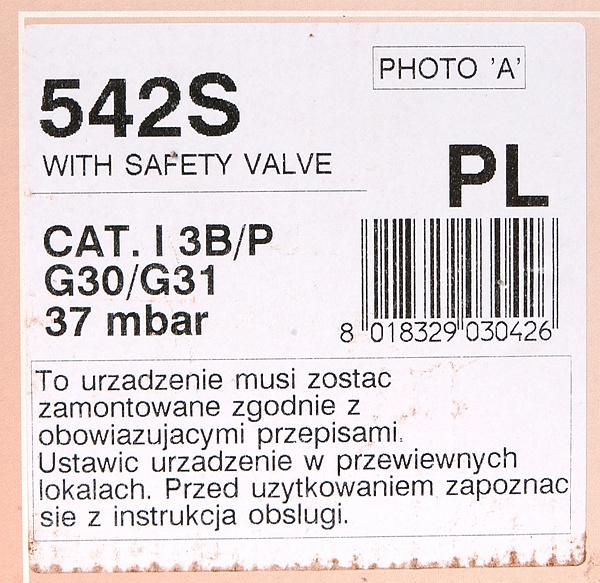 PHOTO 'A'
542S
WITH SAFETY VALVE
PL
CAT. I 3B/P
G30/G31
37 mbar
8 018329 030426
To urzadzenie musi zostac
zamontowane zgodnie z
obowiazujacymi przepisami.
Ustawic urzadzenie w przewiewnych
lokalach. Przed uzytkowaniem zapoznac
sie z instrukcja obslugi.